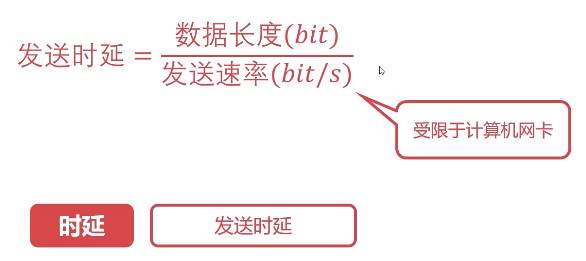 发送时延 = 数据长度(bit) / 发送速率(bit/s)
受限于计算机网卡
时延
发送时延